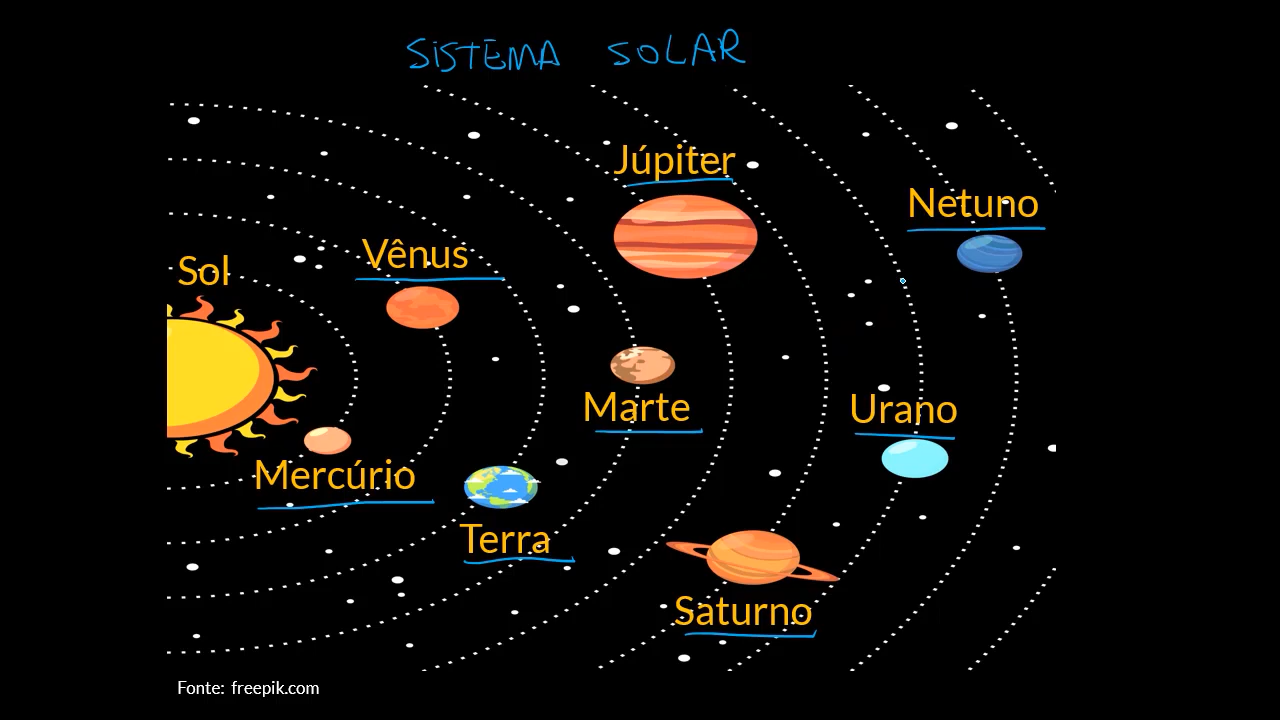 SISTEMA SOLAR
Júpiter
Netuno
Vênus
Sol
Marte
Urano
Mercúrio
Terra
Saturno
Fonte: freepik.com